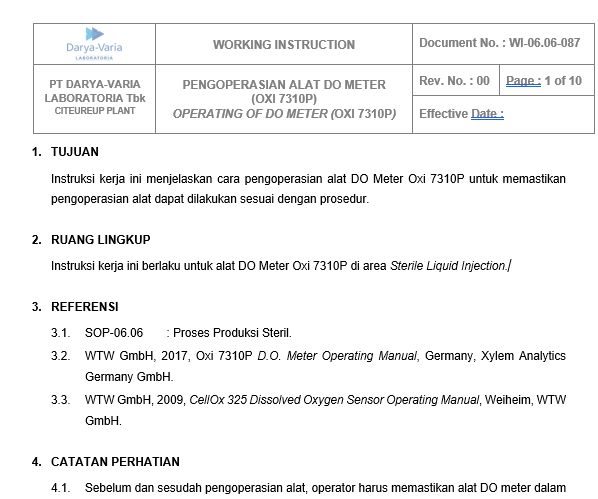 Darya-Varia
LABORATORIA
WORKING INSTRUCTION
Document No. : WI-06.06-087
PT DARYA-VARIA
LABORATORIA Tbk
CITEUREUP PLANT
PENGOPERASIAN ALAT DO METER
(OXI 7310P)
OPERATING OF DO METER (OXI 7310P)
Rev. No. : 00
Page : 1 of 10
Effective Date :
1. TUJUAN
Instruksi kerja ini menjelaskan cara pengoperasian alat DO Meter Oxi 7310P untuk memastikan
pengoperasian alat dapat dilakukan sesuai dengan prosedur.
2. RUANG LINGKUP
Instruksi kerja ini berlaku untuk alat DO Meter Oxi 7310P di area Sterile Liquid Injection.
3. REFERENSI
3.1. SOP-06.06 : Proses Produksi Steril.
3.2. WTW GmbH, 2017, Oxi 7310P D.O. Meter Operating Manual, Germany, Xylem Analytics
Germany GmbH.
3.3. WTW GmbH, 2009, CellOx 325 Dissolved Oxygen Sensor Operating Manual, Weiheim, WTW
GmbH.
4. CATATAN PERHATIAN
4.1. Sebelum dan sesudah pengoperasian alat, operator harus memastikan alat DO meter dalam